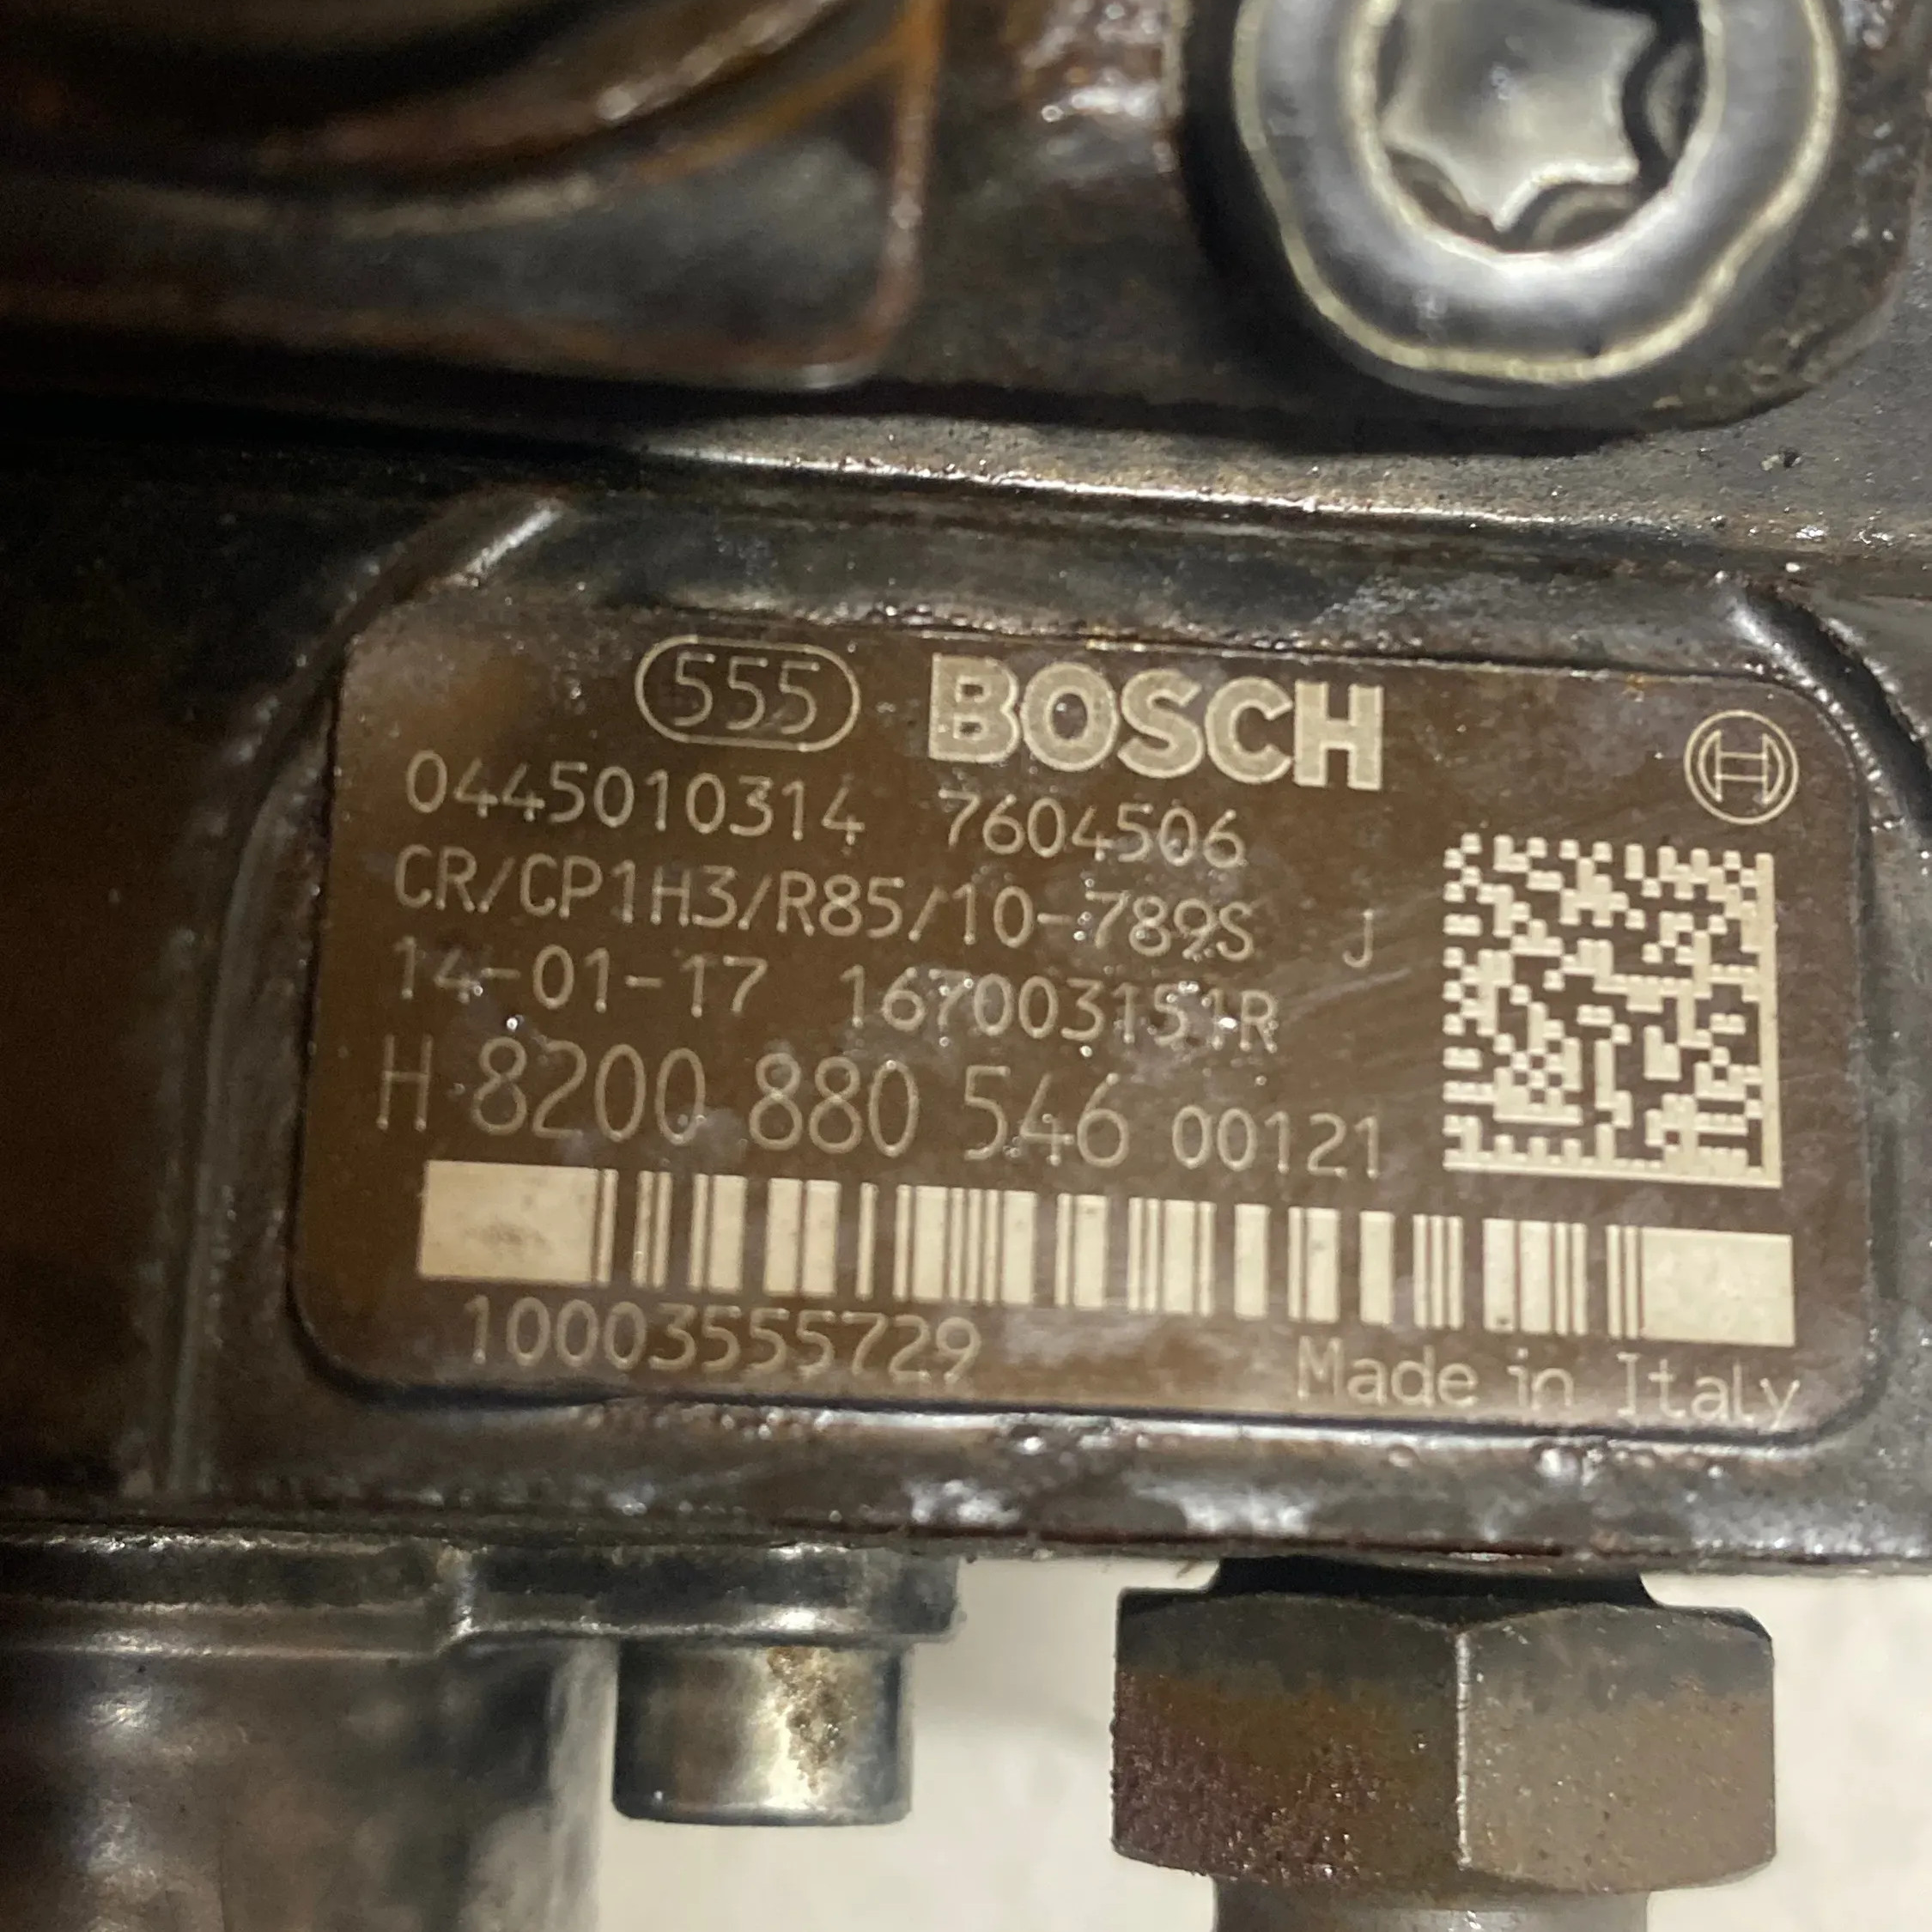 555 BOSCH
0445010314 7604506
CR/CP1H3/R85/10-789S J
14-01-17 167003151R
H 8200 880 546 00121
10003555729
Made in Italy